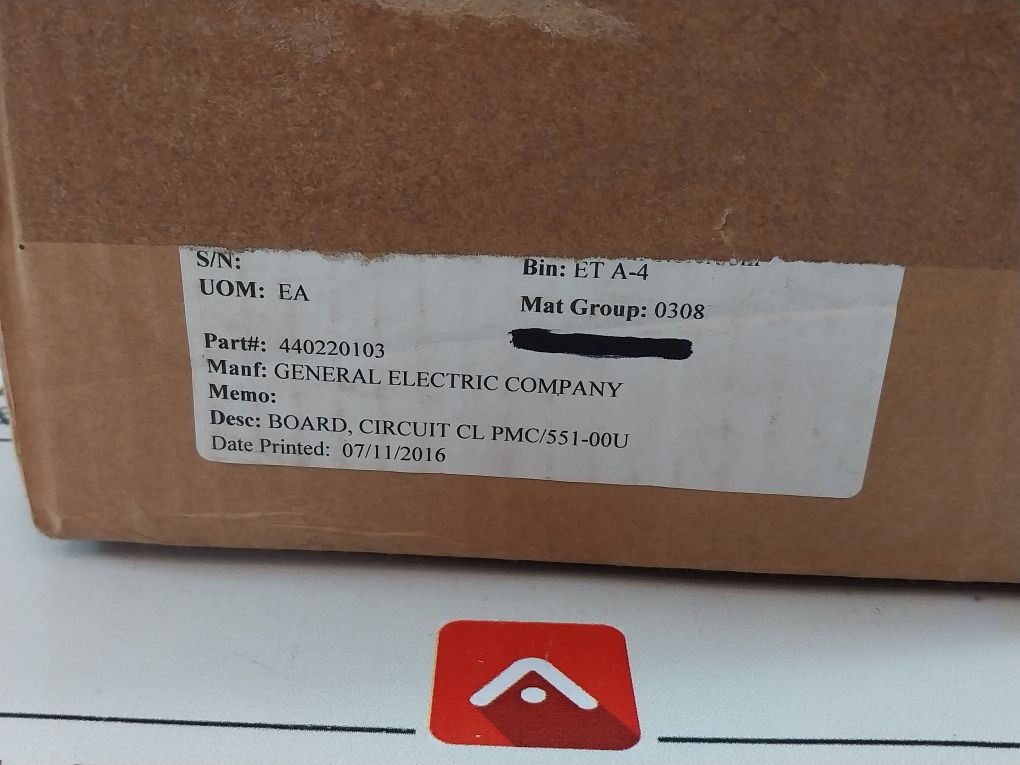 S/N:
Bin: ET A-4
UOM: EA
Mat Group: 0308
Part#: 440220103
Manf: GENERAL ELECTRIC COMPANY
Memo:
Desc: BOARD, CIRCUIT CL PMC/551-00U
Date Printed: 07/11/2016